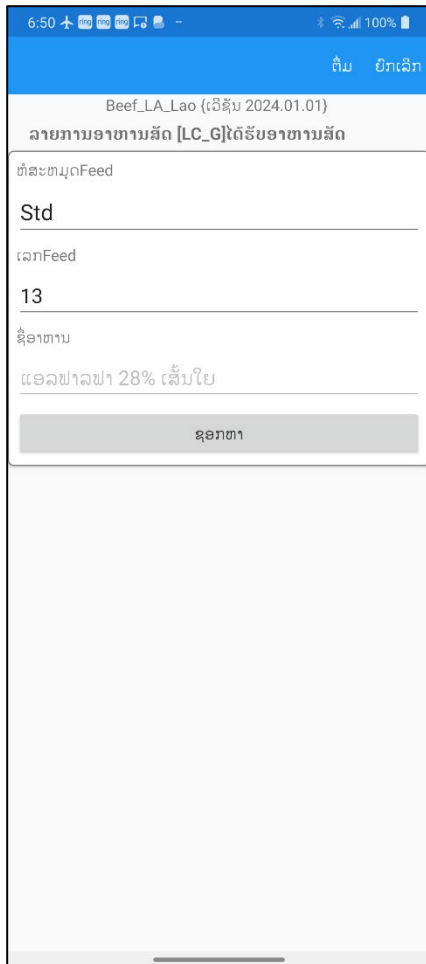 6:50 ring ring ring 100%
ຕື່ມ ຍົກເລີກ
Beef_LA_Lao {ເວີຊັນ 2024.01.01}
ລາຍການອາຫານສັດ [LC_G]ໄດ້ຮັບອາຫານສັດ
ຫໍສະຫມຸດFeed
Std
ເລກFeed
13
ຊື່ອາຫານ
ແອລຟາລຟາ 28% ເສັ້ນໃຍ
ຊອກຫາ